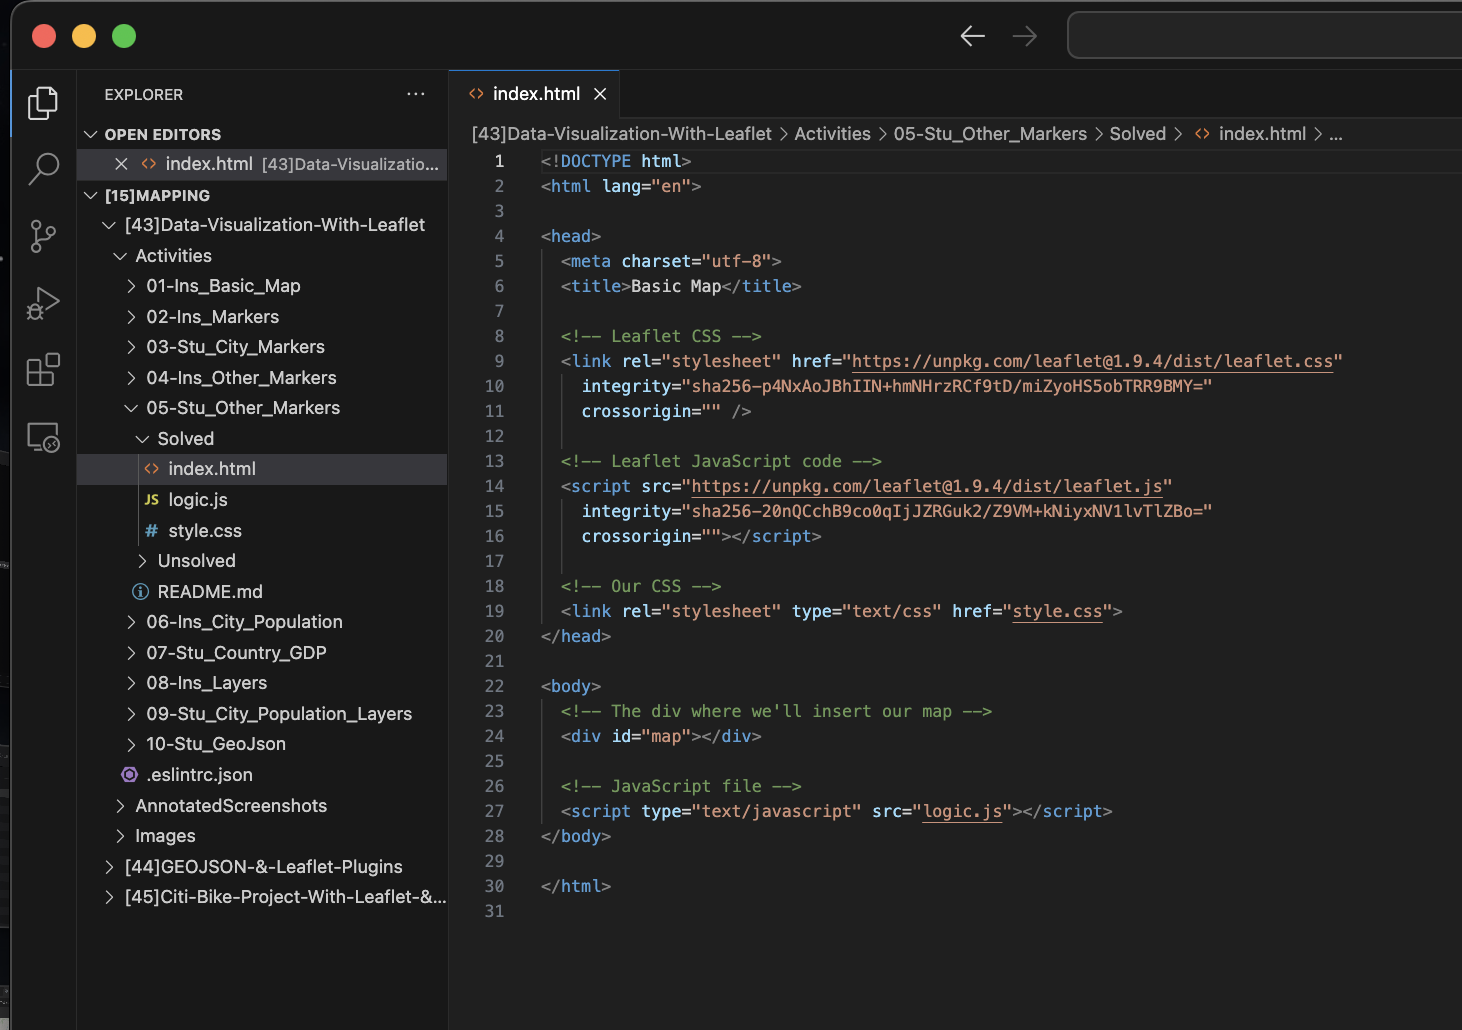 EXPLORER
...
OPEN EDITORS
index.html [43]Data-Visualizatio...
[15]MAPPING
[43]Data-Visualization-With-Leaflet
Activities
01-Ins_Basic_Map
02-Ins_Markers
03-Stu_City_Markers
04-Ins_Other_Markers
05-Stu_Other_Markers
Solved
index.html
JS logic.js
# style.css
Unsolved
README.md
06-Ins_City_Population
07-Stu_Country_GDP
08-Ins_Layers
09-Stu_City_Population_Layers
10-Stu_GeoJson
.eslintrc.json
AnnotatedScreenshots
Images
[44]GEOJSON-&-Leaflet-Plugins
[45]Citi-Bike-Project-With-Leaflet-&...
<> index.html
[43]Data-Visualization-With-Leaflet > Activities > 05-Stu_Other_Markers > Solved > <> index.html > ...
1 <!DOCTYPE html>
2 <html lang="en">
3
4 <head>
5 <meta charset="utf-8">
6 <title>Basic Map</title>
7
8 <!-- Leaflet CSS -->
9 <link rel="stylesheet" href="https://unpkg.com/leaflet@1.9.4/dist/leaflet.css"
10 integrity="sha256-p4NxAoJBhIIN+hmNHrzRCf9tD/miZyoHS5obTRR9BMY="
11 crossorigin="" />
12
13 <!-- Leaflet JavaScript code -->
14 <script src="https://unpkg.com/leaflet@1.9.4/dist/leaflet.js"
15 integrity="sha256-20nQCchB9co0qIjJZRGuk2/Z9VM+kNiyxNV1lvTlZBo="
16 crossorigin=""></script>
17
18 <!-- Our CSS -->
19 <link rel="stylesheet" type="text/css" href="style.css">
20 </head>
21
22 <body>
23 <!-- The div where we'll insert our map -->
24 <div id="map"></div>
25
26 <!-- JavaScript file -->
27 <script type="text/javascript" src="logic.js"></script>
28 </body>
29
30 </html>
31